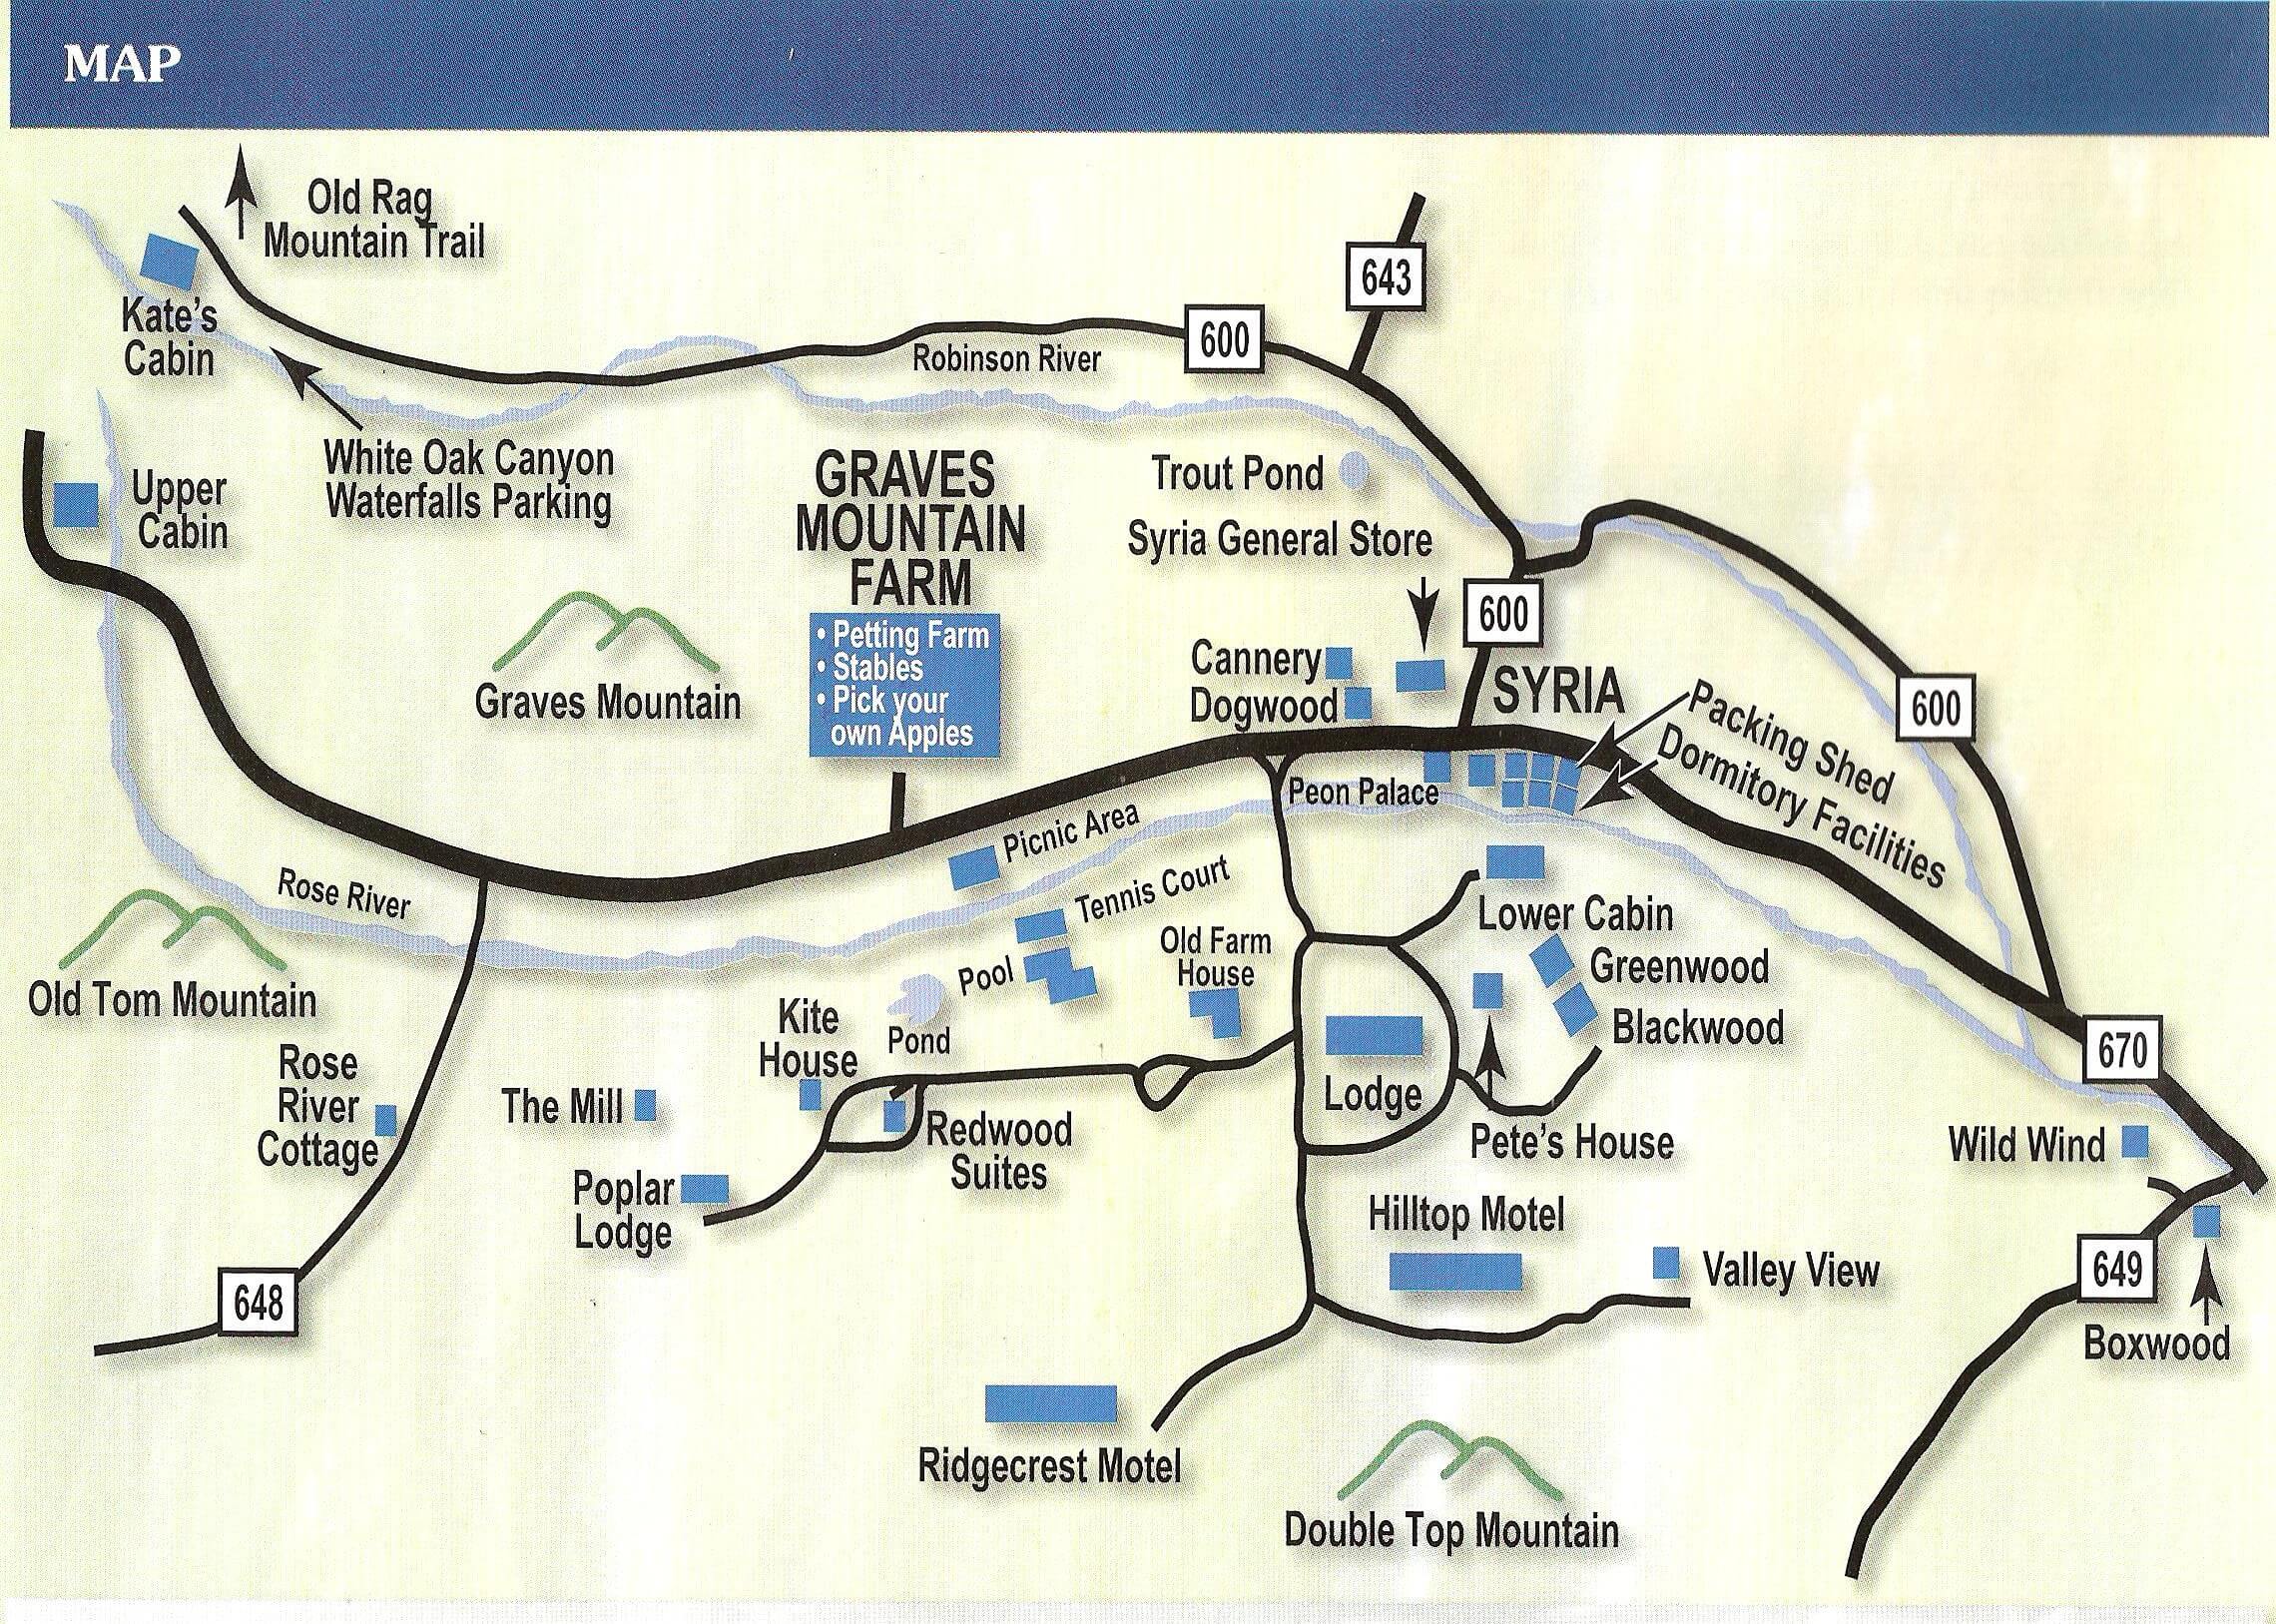 MAP
Old Rag
Mountain Trail
Kate's
Cabin
643
600
Robinson River
White Oak Canyon
Waterfalls Parking
Upper
Cabin
GRAVES
MOUNTAIN
FARM
• Petting Farm
• Stables
• Pick your
own Apples
Trout Pond
Syria General Store
600
Cannery
Dogwood
SYRIA
600
Graves Mountain
Packing Shed
Dormitory Facilities
Peon Palace
Picnic Area
Rose River
Tennis Court
Old Farm
House
Lower Cabin
Greenwood
Blackwood
Pool
Pond
Old Tom Mountain
Kite
House
Rose
River
Cottage
The Mill
Redwood
Suites
Lodge
Pete's House
670
Wild Wind
Poplar
Lodge
Hilltop Motel
Valley View
648
649
Boxwood
Ridgecrest Motel
Double Top Mountain